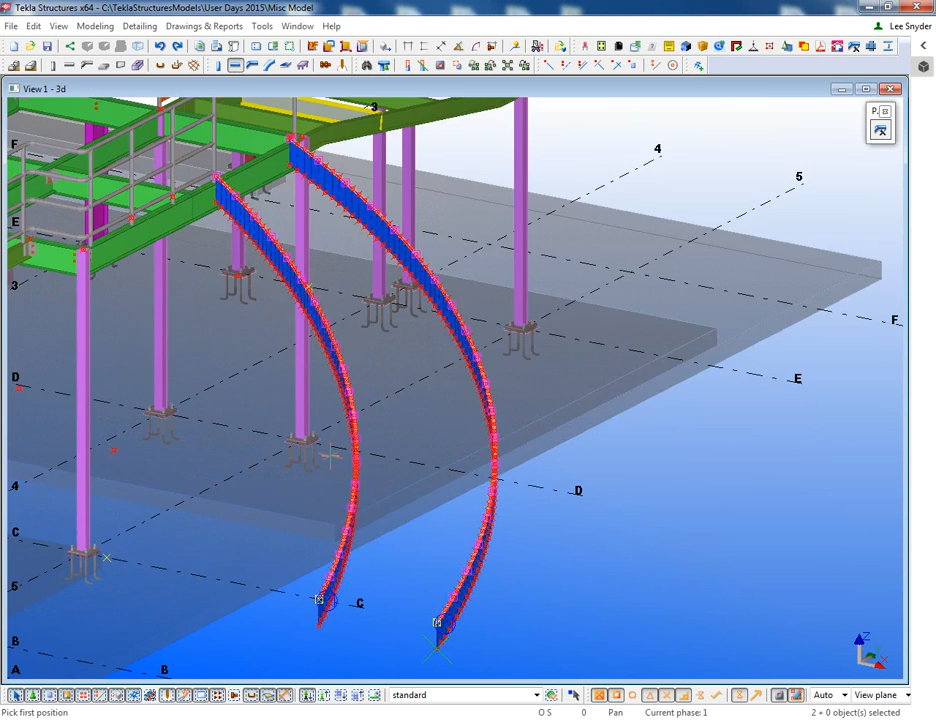 Tekla Structures x64 - C:\TeklaStructuresModels\User Days 2015\Misc Model
File Edit View Modeling Detailing Drawings & Reports Tools Window Help
Lee Snyder
View 1 - 3d
P..
3
4
5
F
E
3
F
D
E
4
D
C
5
C
B
A
B
Z
x
standard
Auto
View plane
Pick first position
O S
0
Pan
Current phase: 1
2 + 0 object(s) selected